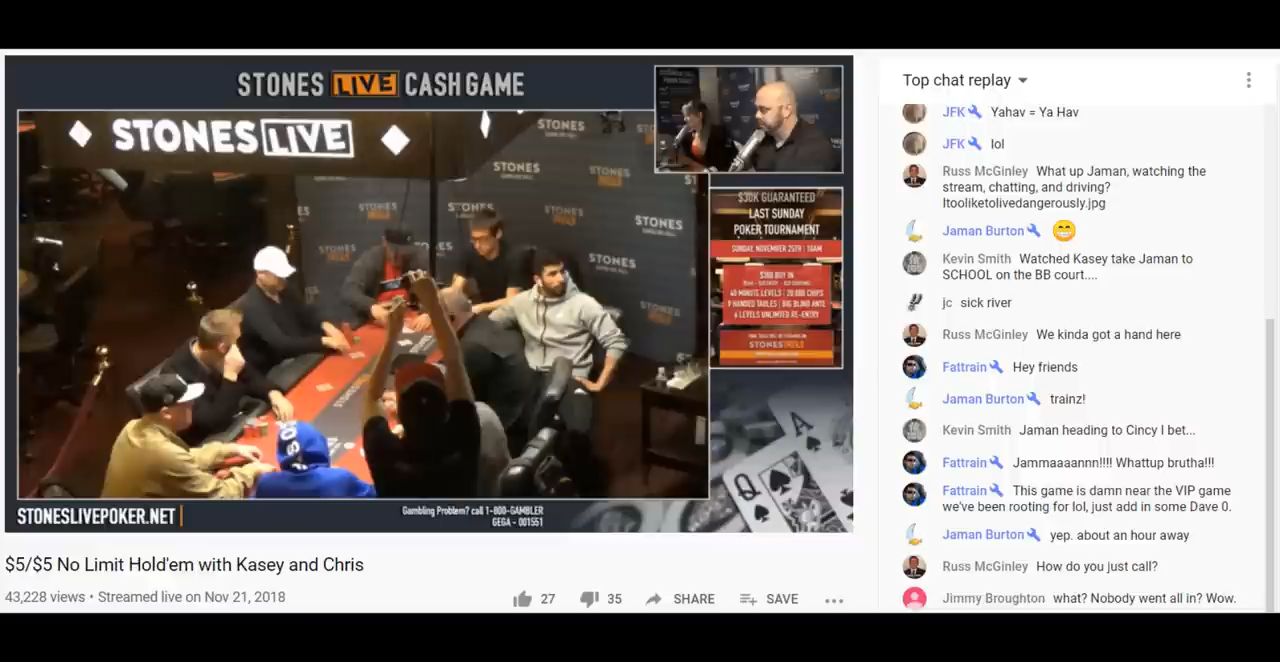 STONES LIVE CASH GAME
STONES LIVE
STONES
STONES
STONES
STONES
STONES
$30K GUARANTEED
LAST SUNDAY
POKER TOURNAMENT
SUNDAY NOVEMBER 25TH | 10AM
$300 BUY IN
40 MINUTE LEVELS | 20,000 CHIPS
9 HANDED TABLES | BIG BLIND ANTE
6 LEVELS UNLIMITED RE-ENTRY
STONES
A
Q
STONESLIVEPOKER.NET
Gambling Problem? call 1-800-GAMBLER
GEGA - 001551
$5/$5 No Limit Hold'em with Kasey and Chris
43,228 views • Streamed live on Nov 21, 2018
27
35
SHARE
SAVE
Top chat replay
JFK Yahav = Ya Hav
JFK lol
Russ McGinley What up Jaman, watching the
stream, chatting, and driving?
Itooliketolivedangerously.jpg
Jaman Burton 😁
Kevin Smith Watched Kasey take Jaman to
SCHOOL on the BB court....
jc sick river
Russ McGinley We kinda got a hand here
Fattrain Hey friends
Jaman Burton trainz!
Kevin Smith Jaman heading to Cincy I bet...
Fattrain Jammaaaannn!!!! Whattup brutha!!!
Fattrain This game is damn near the VIP game
we've been rooting for lol, just add in some Dave 0.
Jaman Burton yep. about an hour away
Russ McGinley How do you just call?
Jimmy Broughton what? Nobody went all in? Wow.